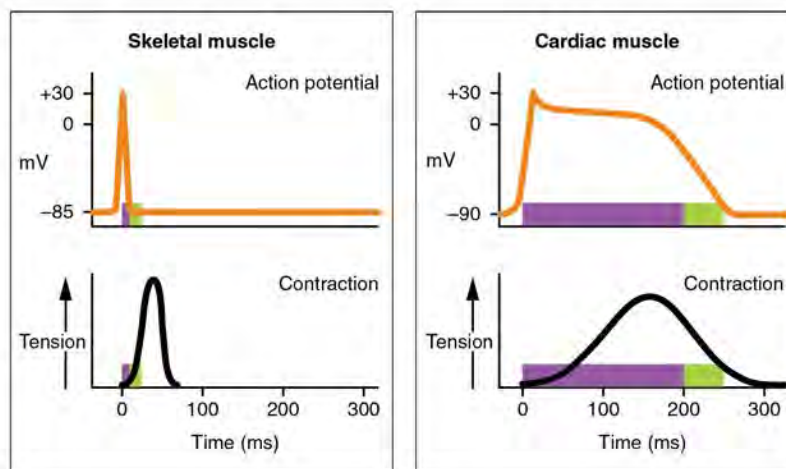 Skeletal muscle
Action potential
+30
0
mV
–85
Contraction
Tension
0 100 200 300
Time (ms)
Cardiac muscle
Action potential
+30
0
mV
–90
Contraction
Tension
0 100 200 300
Time (ms)